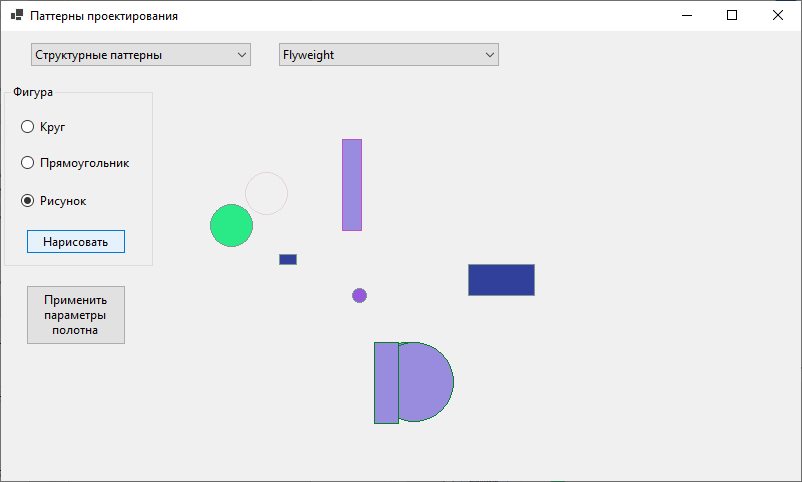 Паттерны проектирования
Структурные паттерны
Flyweight
Фигура
Круг
Прямоугольник
Рисунок
Нарисовать
Применить
параметры
полотна